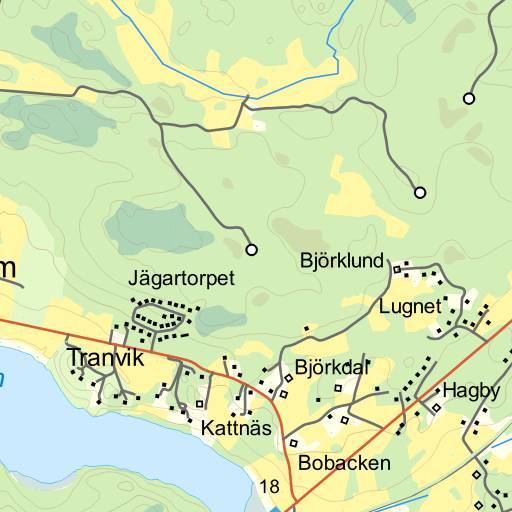 Björklund
m
Jägartorpet
Lugnet
Tranvik
Björkdal
Hagby
n
Kattnäs
Bobacken
18